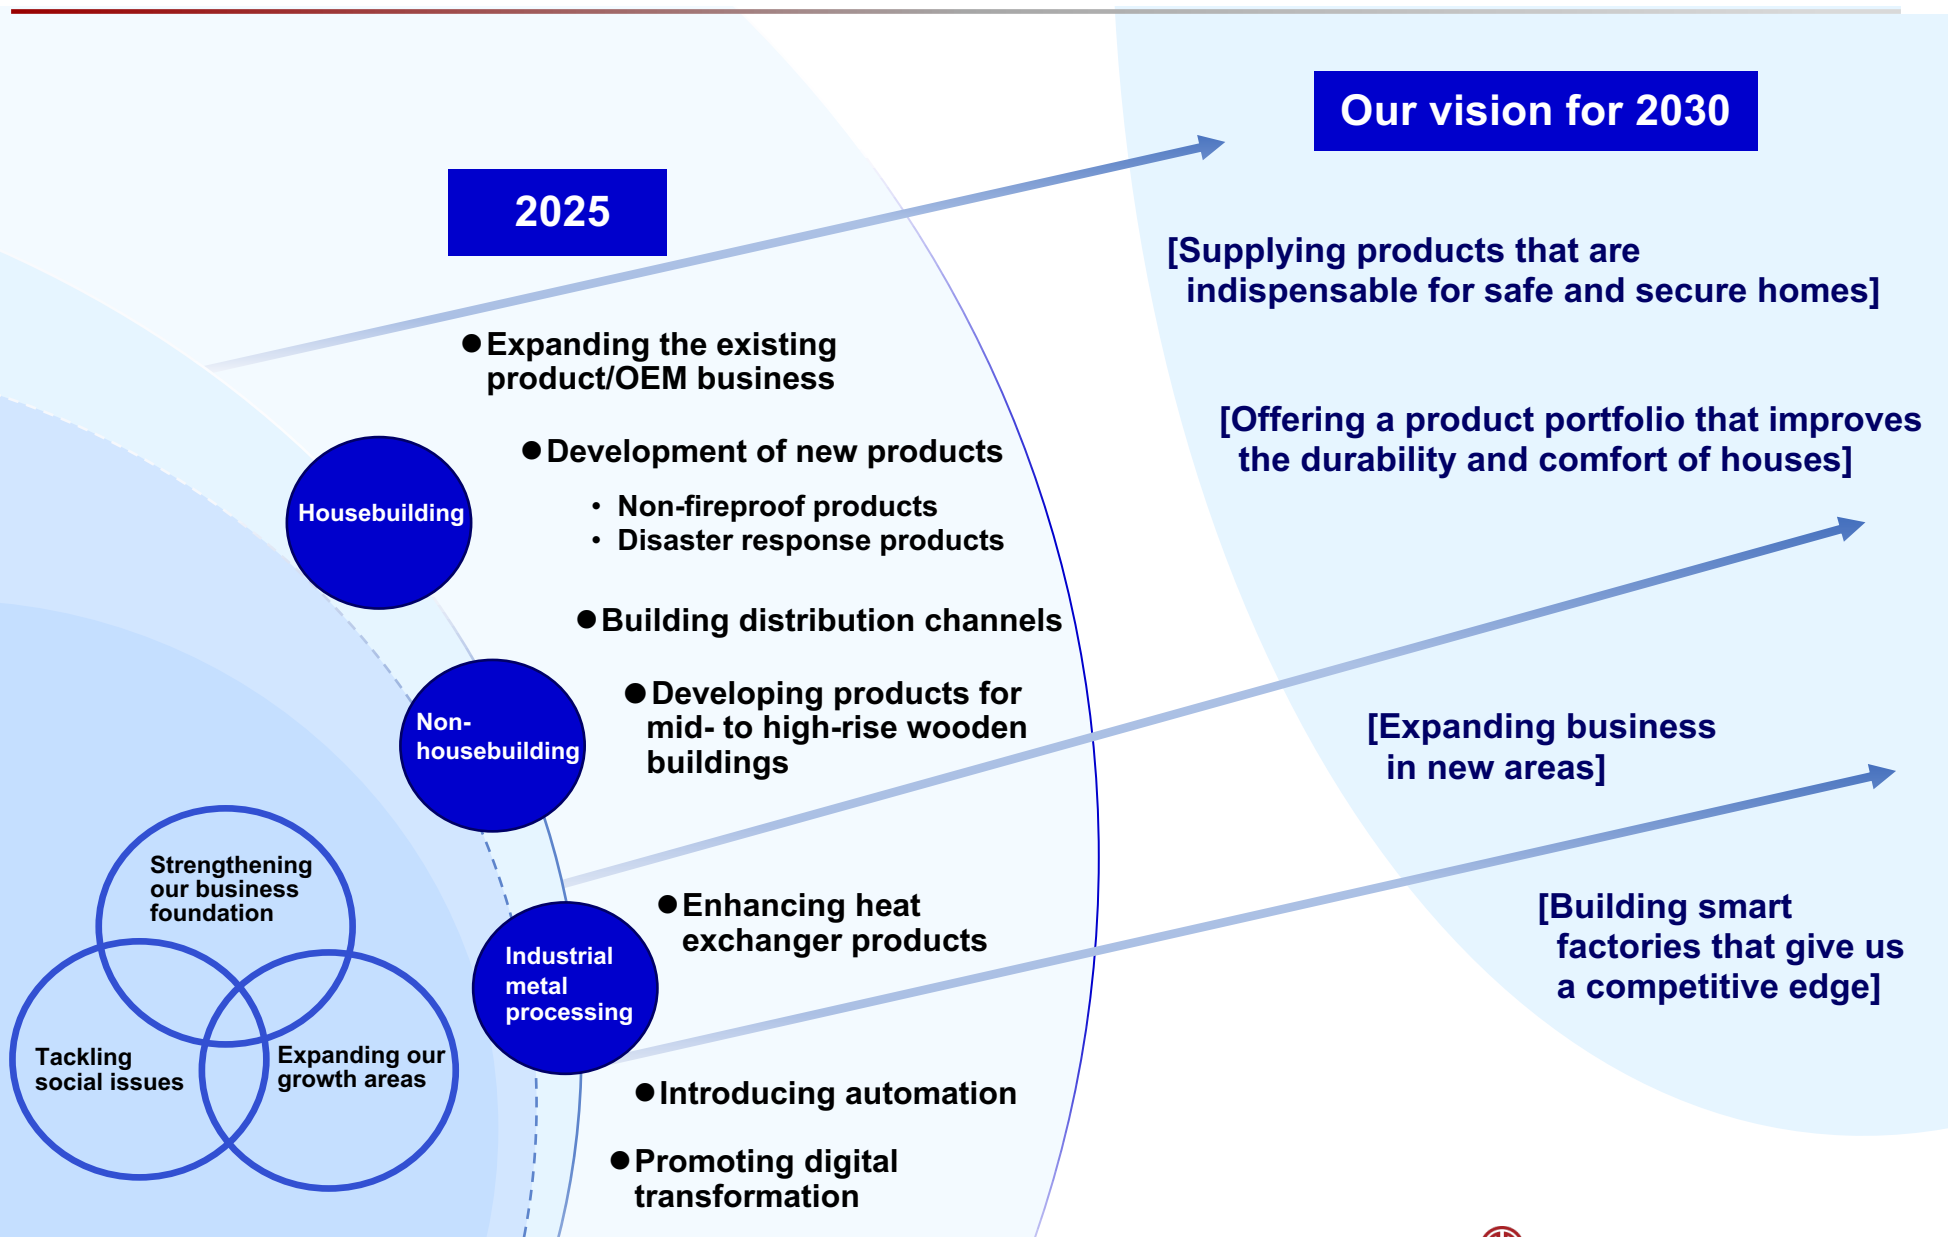 Our vision for 2030
2025
[Supplying products that are
indispensable for safe and secure homes]
●Expanding the existing
product/OEM business
[Offering a product portfolio that improves
the durability and comfort of houses]
●Development of new products
・ Non-fireproof products
・ Disaster response products
Housebuilding
●Building distribution channels
●Developing products for
mid- to high-rise wooden
buildings
Non-
housebuilding
[Expanding business
in new areas]
●Enhancing heat
exchanger products
Industrial
metal
processing
[Building smart
factories that give us
a competitive edge]
Strengthening
our business
foundation
Tackling
social issues
Expanding our
growth areas
●Introducing automation
●Promoting digital
transformation